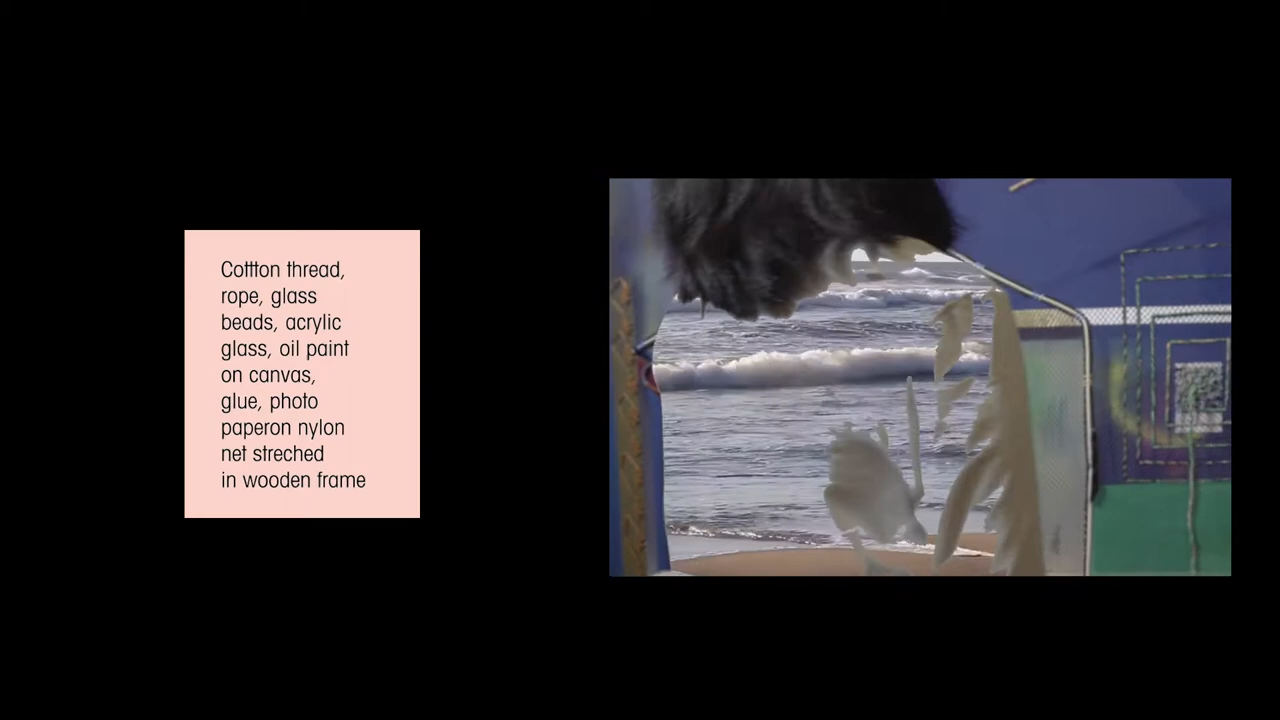 Cottton thread,
rope, glass
beads, acrylic
glass, oil paint
on canvas,
glue, photo
paperon nylon
net streched
in wooden frame